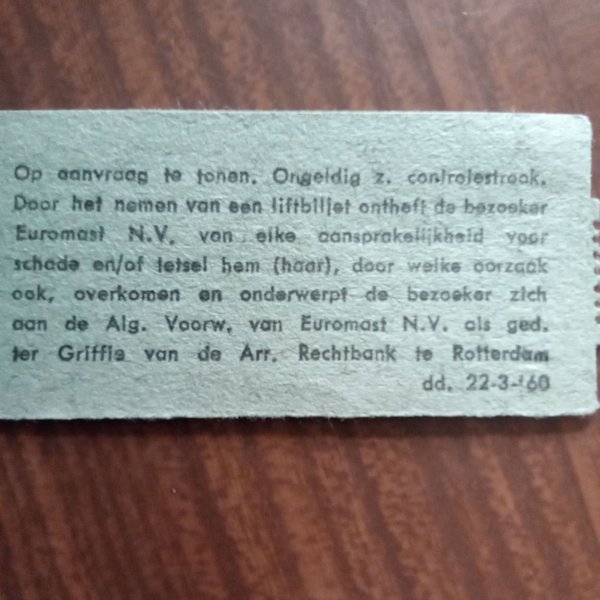 Op aanvraag te tonen. Ongeldig z. controlestrook.
Door het nemen van een liftbiljet ontheft de bezoeker
Euromast N.V. van elke aansprakelijkheid voor
schade en/of letsel hem (haar), door welke oorzaak
ook, overkomen en onderwerpt de bezoeker zich
aan de Alg. Voorw. van Euromast N.V. als ged.
ter Griffie van de Arr. Rechtbank te Rotterdam
dd. 22-3-'60